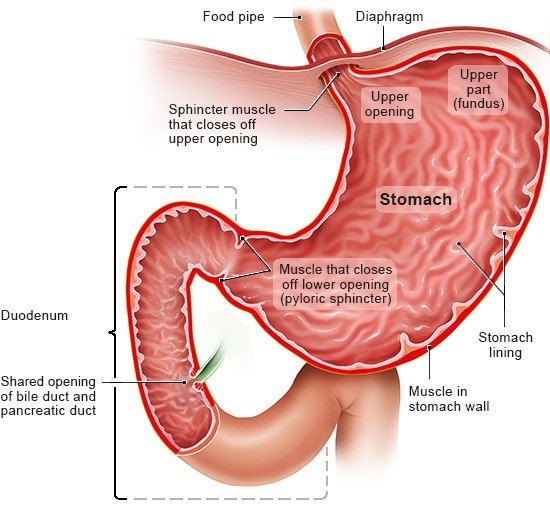 Food pipe
Diaphragm
Upper
part
(fundus)
Upper
opening
Sphincter muscle
that closes off
upper opening
Stomach
Muscle that closes
off lower opening
(pyloric sphincter)
Duodenum
Stomach
lining
Shared opening
of bile duct and
pancreatic duct
Muscle in
stomach wall